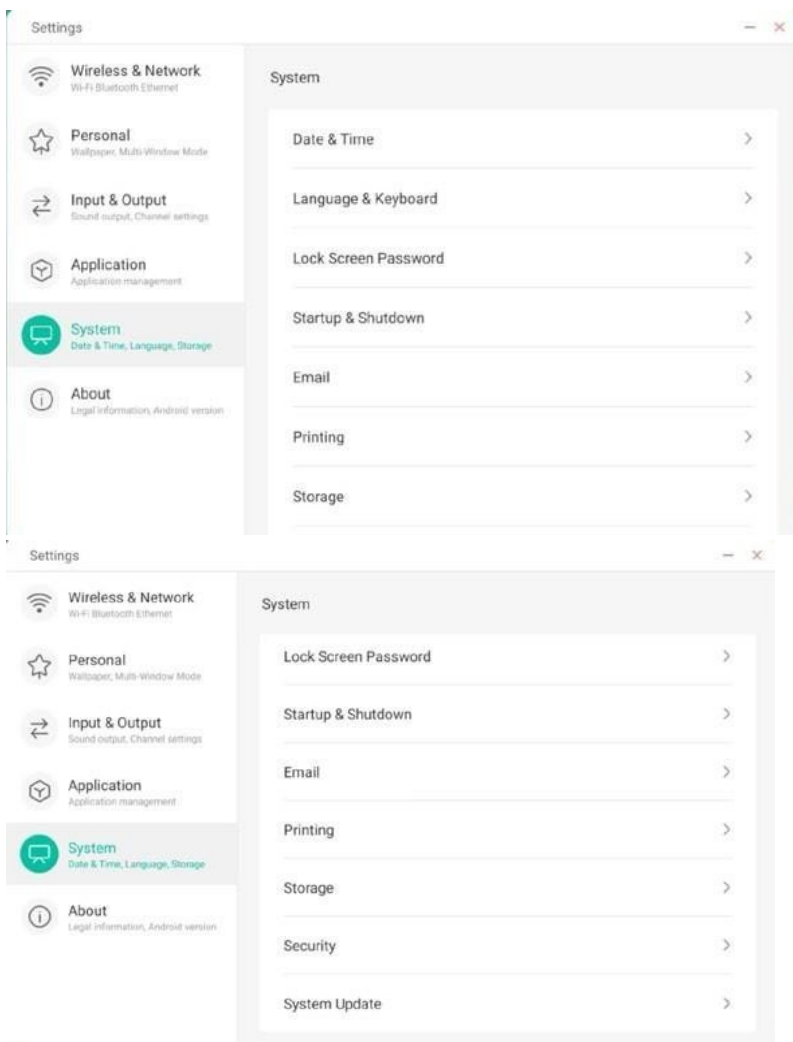 Settings
Wireless & Network
Wi-Fi Bluetooth Ethernet
Personal
Wallpaper, Multi-Window Mode
Input & Output
Sound output, Channel settings
Application
Application management
System
Date & Time, Language, Storage
About
Legal information, Android version
System
Date & Time
Language & Keyboard
Lock Screen Password
Startup & Shutdown
Email
Printing
Storage
Settings
Wireless & Network
Wi-Fi Bluetooth Ethernet
Personal
Wallpaper, Multi-Window Mode
Input & Output
Sound output, Channel settings
Application
Application management
System
Date & Time, Language, Storage
About
Legal information, Android version
System
Lock Screen Password
Startup & Shutdown
Email
Printing
Storage
Security
System Update